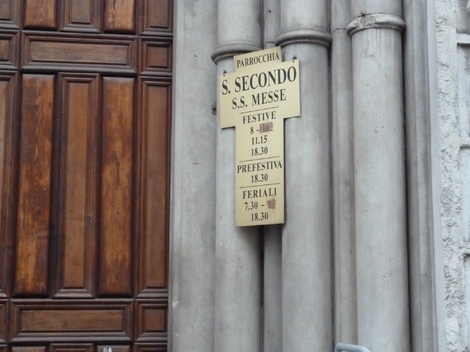 PARROCCHIA
S. SECONDO
S.S. MESSE
FESTIVE
8 -
11.15
18.30
PREFESTIVA
18.30
FERIALI
7.30 -
18.30